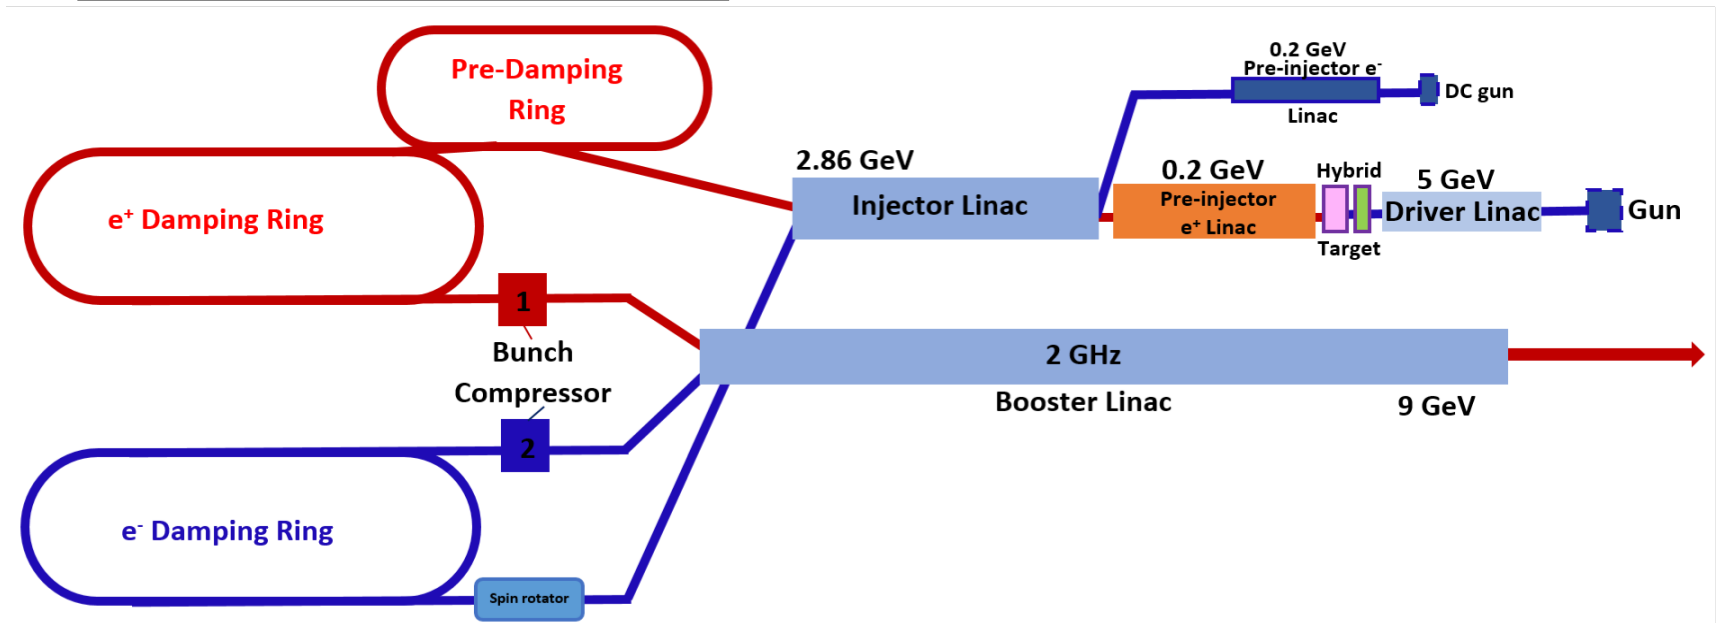 Pre-Damping
Ring
e⁺ Damping Ring
1
Bunch
Compressor
2
e⁻ Damping Ring
Spin rotator
2.86 GeV
Injector Linac
0.2 GeV
Pre-injector e⁻
Linac
DC gun
0.2 GeV
Pre-injector
e⁺ Linac
Hybrid
Target
5 GeV
Driver Linac
Gun
2 GHz
Booster Linac
9 GeV